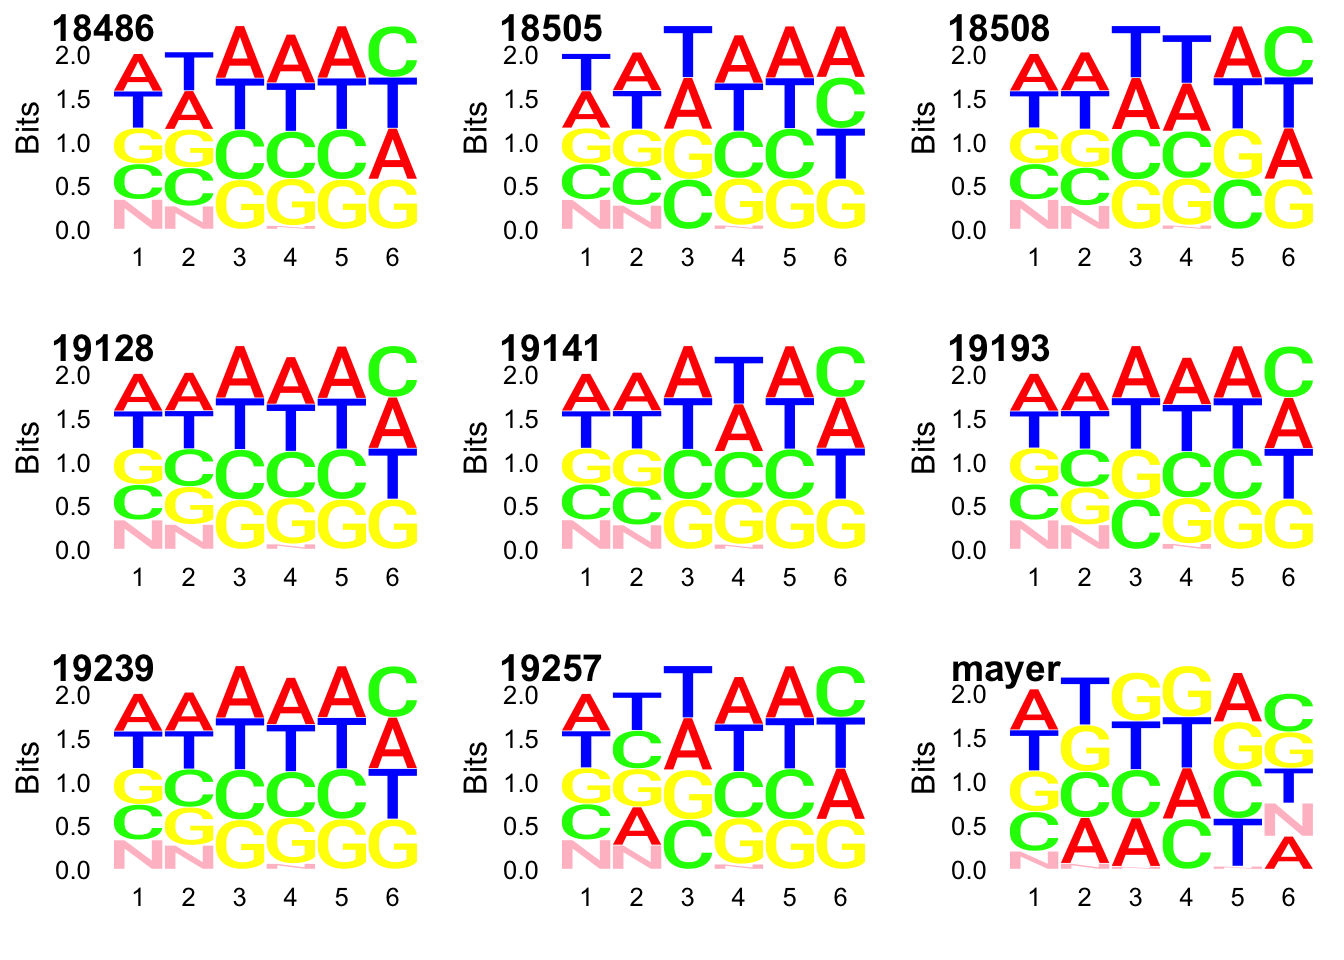 18486
Bits
2.0 A T A A A C
1.5 T A T T T T
1.0 G G C C C A
0.5 C C G G G G
0.0 N N N
1 2 3 4 5 6
18505
Bits
2.0 T A T A A A
1.5 A T A T T C
1.0 G G G C C T
0.5 C C C G G G
0.0 N N N
1 2 3 4 5 6
18508
Bits
2.0 A A T T A C
1.5 T T A A T T
1.0 G G C C G A
0.5 C C G G C G
0.0 N N N
1 2 3 4 5 6
19128
Bits
2.0 A A A A A C
1.5 T T T T T A
1.0 G C C C C T
0.5 C G G G G G
0.0 N N N
1 2 3 4 5 6
19141
Bits
2.0 A A A T A C
1.5 T T T A T A
1.0 G G C C C T
0.5 C C G G G G
0.0 N N N
1 2 3 4 5 6
19193
Bits
2.0 A A A A A C
1.5 T T T T T A
1.0 G C G C C T
0.5 C G C G G G
0.0 N N N
1 2 3 4 5 6
19239
Bits
2.0 A A A A A C
1.5 T T T T T A
1.0 G C C C C T
0.5 C G G G G G
0.0 N N N
1 2 3 4 5 6
19257
Bits
2.0 A T T A A C
1.5 T C A T T T
1.0 G G G C C A
0.5 C A C G G G
0.0 N N N
1 2 3 4 5 6
mayer
Bits
2.0 A T G G A C
1.5 T G T T G G
1.0 G C C A C T
0.5 C A A C T N
0.0 N N N N A
1 2 3 4 5 6